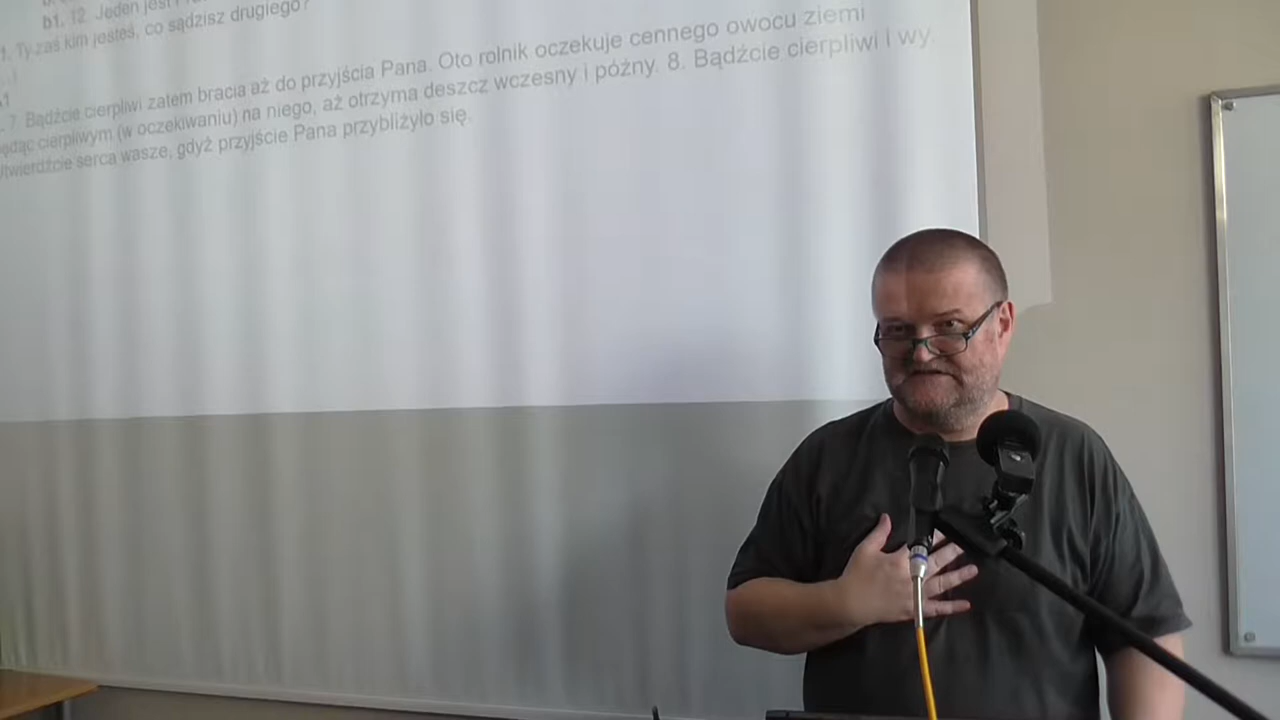 b1. 12. Jeden jest
1. Ty zaś kim jesteś, co sądzisz drugiego?
7. Bądźcie cierpliwi zatem bracia aż do przyjścia Pana. Oto rolnik oczekuje cennego owocu ziemi
będąc cierpliwym (w oczekiwaniu) na niego, aż otrzyma deszcz wczesny i późny. 8. Bądźcie cierpliwi i wy,
Utwierdźcie serca wasze, gdyż przyjście Pana przybliżyło się.